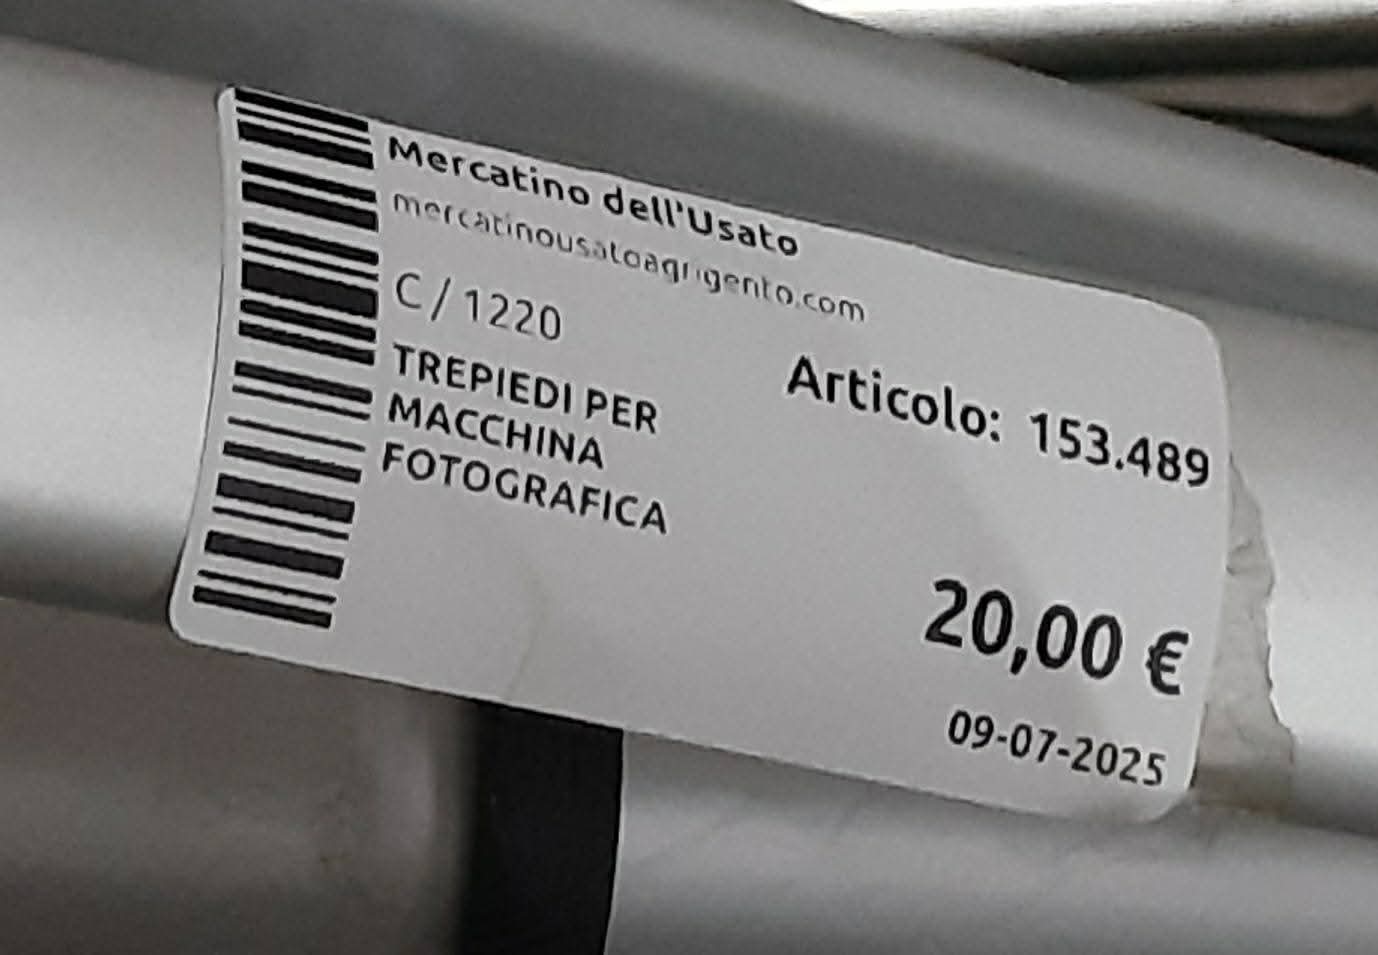 Mercatino dell'Usato
mercatinousatoagrigento.com
C/1220
TREPIEDI PER
MACCHINA
FOTOGRAFICA
Articolo: 153.489
20,00 €
09-07-2025